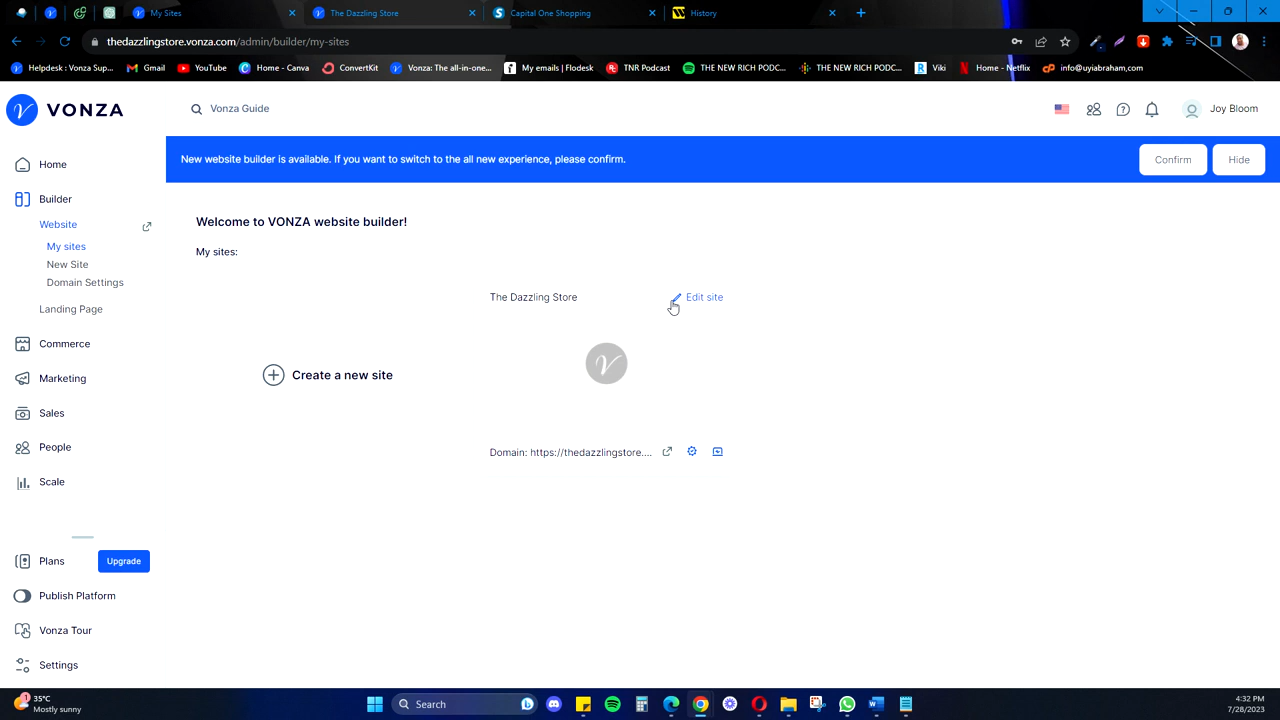 My Sites
The Dazzling Store
Capital One Shopping
History
thedazzlingstore.vonza.com/admin/builder/my-sites
Helpdesk : Vonza Sup...
Gmail
YouTube
Home - Canva
ConvertKit
Vonza: The all-in-one...
My emails | Flodesk
TNR Podcast
THE NEW RICH PODC...
THE NEW RICH PODC...
Viki
Home - Netflix
info@uyiabraham.com
VONZA
Vonza Guide
Joy Bloom
New website builder is available. If you want to switch to the all new experience, please confirm.
Confirm
Hide
Home
Builder
Website
My sites
New Site
Domain Settings
Landing Page
Commerce
Marketing
Sales
People
Scale
Plans
Upgrade
Publish Platform
Vonza Tour
Settings
Welcome to VONZA website builder!
My sites:
The Dazzling Store
Edit site
Create a new site
Domain: https://thedazzlingstore....
1
35°C
Mostly sunny
Search
4:32 PM
7/28/2023